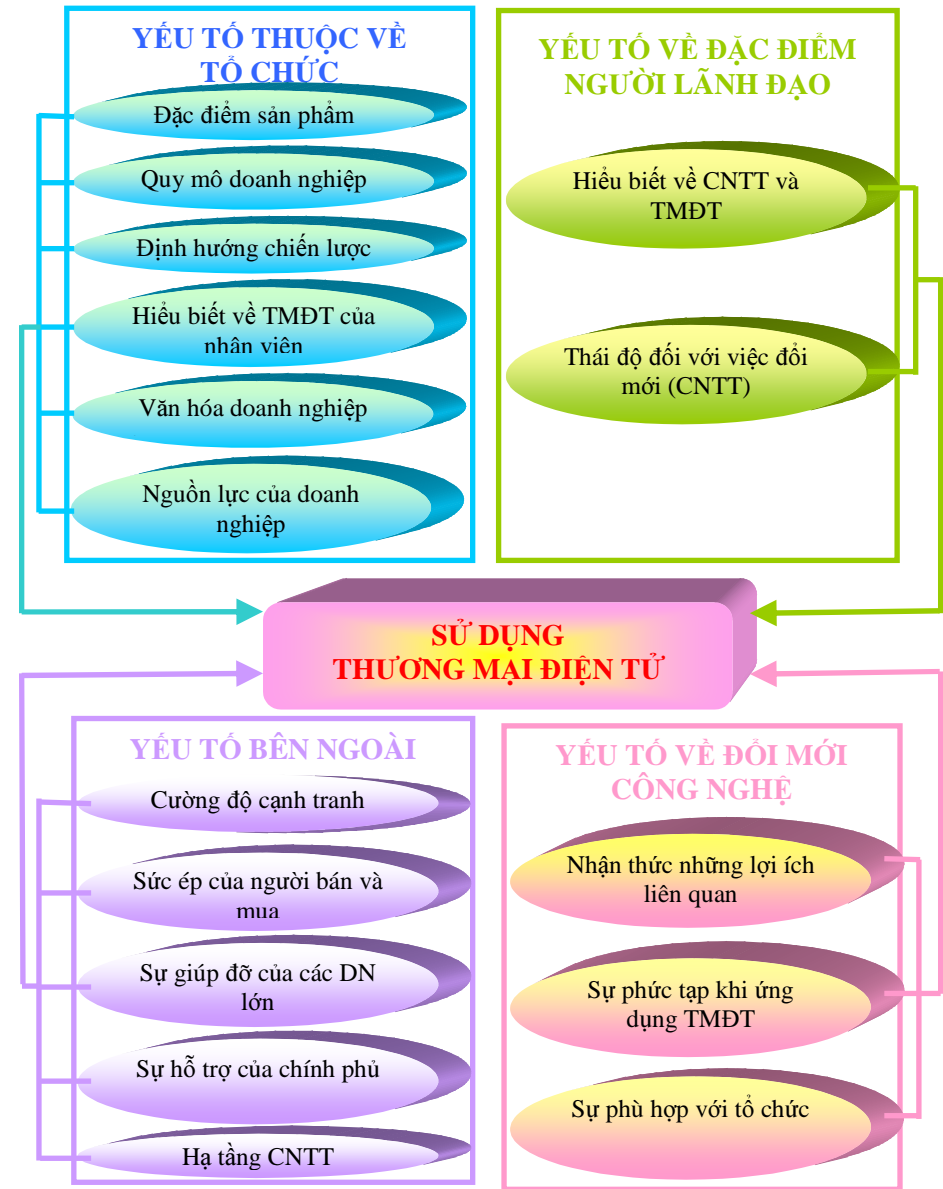 YẾU TỐ THUỘC VỀ
TỔ CHỨC
Đặc điểm sản phẩm
Quy mô doanh nghiệp
Định hướng chiến lược
Hiểu biết về TMĐT của
nhân viên
Văn hóa doanh nghiệp
Nguồn lực của doanh
nghiệp
YẾU TỐ VỀ ĐẶC ĐIỂM
NGƯỜI LÃNH ĐẠO
Hiểu biết về CNTT và
TMĐT
Thái độ đối với việc đổi
mới (CNTT)
SỬ DỤNG
THƯƠNG MẠI ĐIỆN TỬ
YẾU TỐ BÊN NGOÀI
Cường độ cạnh tranh
Sức ép của người bán và
mua
Sự giúp đỡ của các DN
lớn
Sự hỗ trợ của chính phủ
Hạ tầng CNTT
YẾU TỐ VỀ ĐỔI MỚI
CÔNG NGHỆ
Nhận thức những lợi ích
liên quan
Sự phức tạp khi ứng
dụng TMĐT
Sự phù hợp với tổ chức